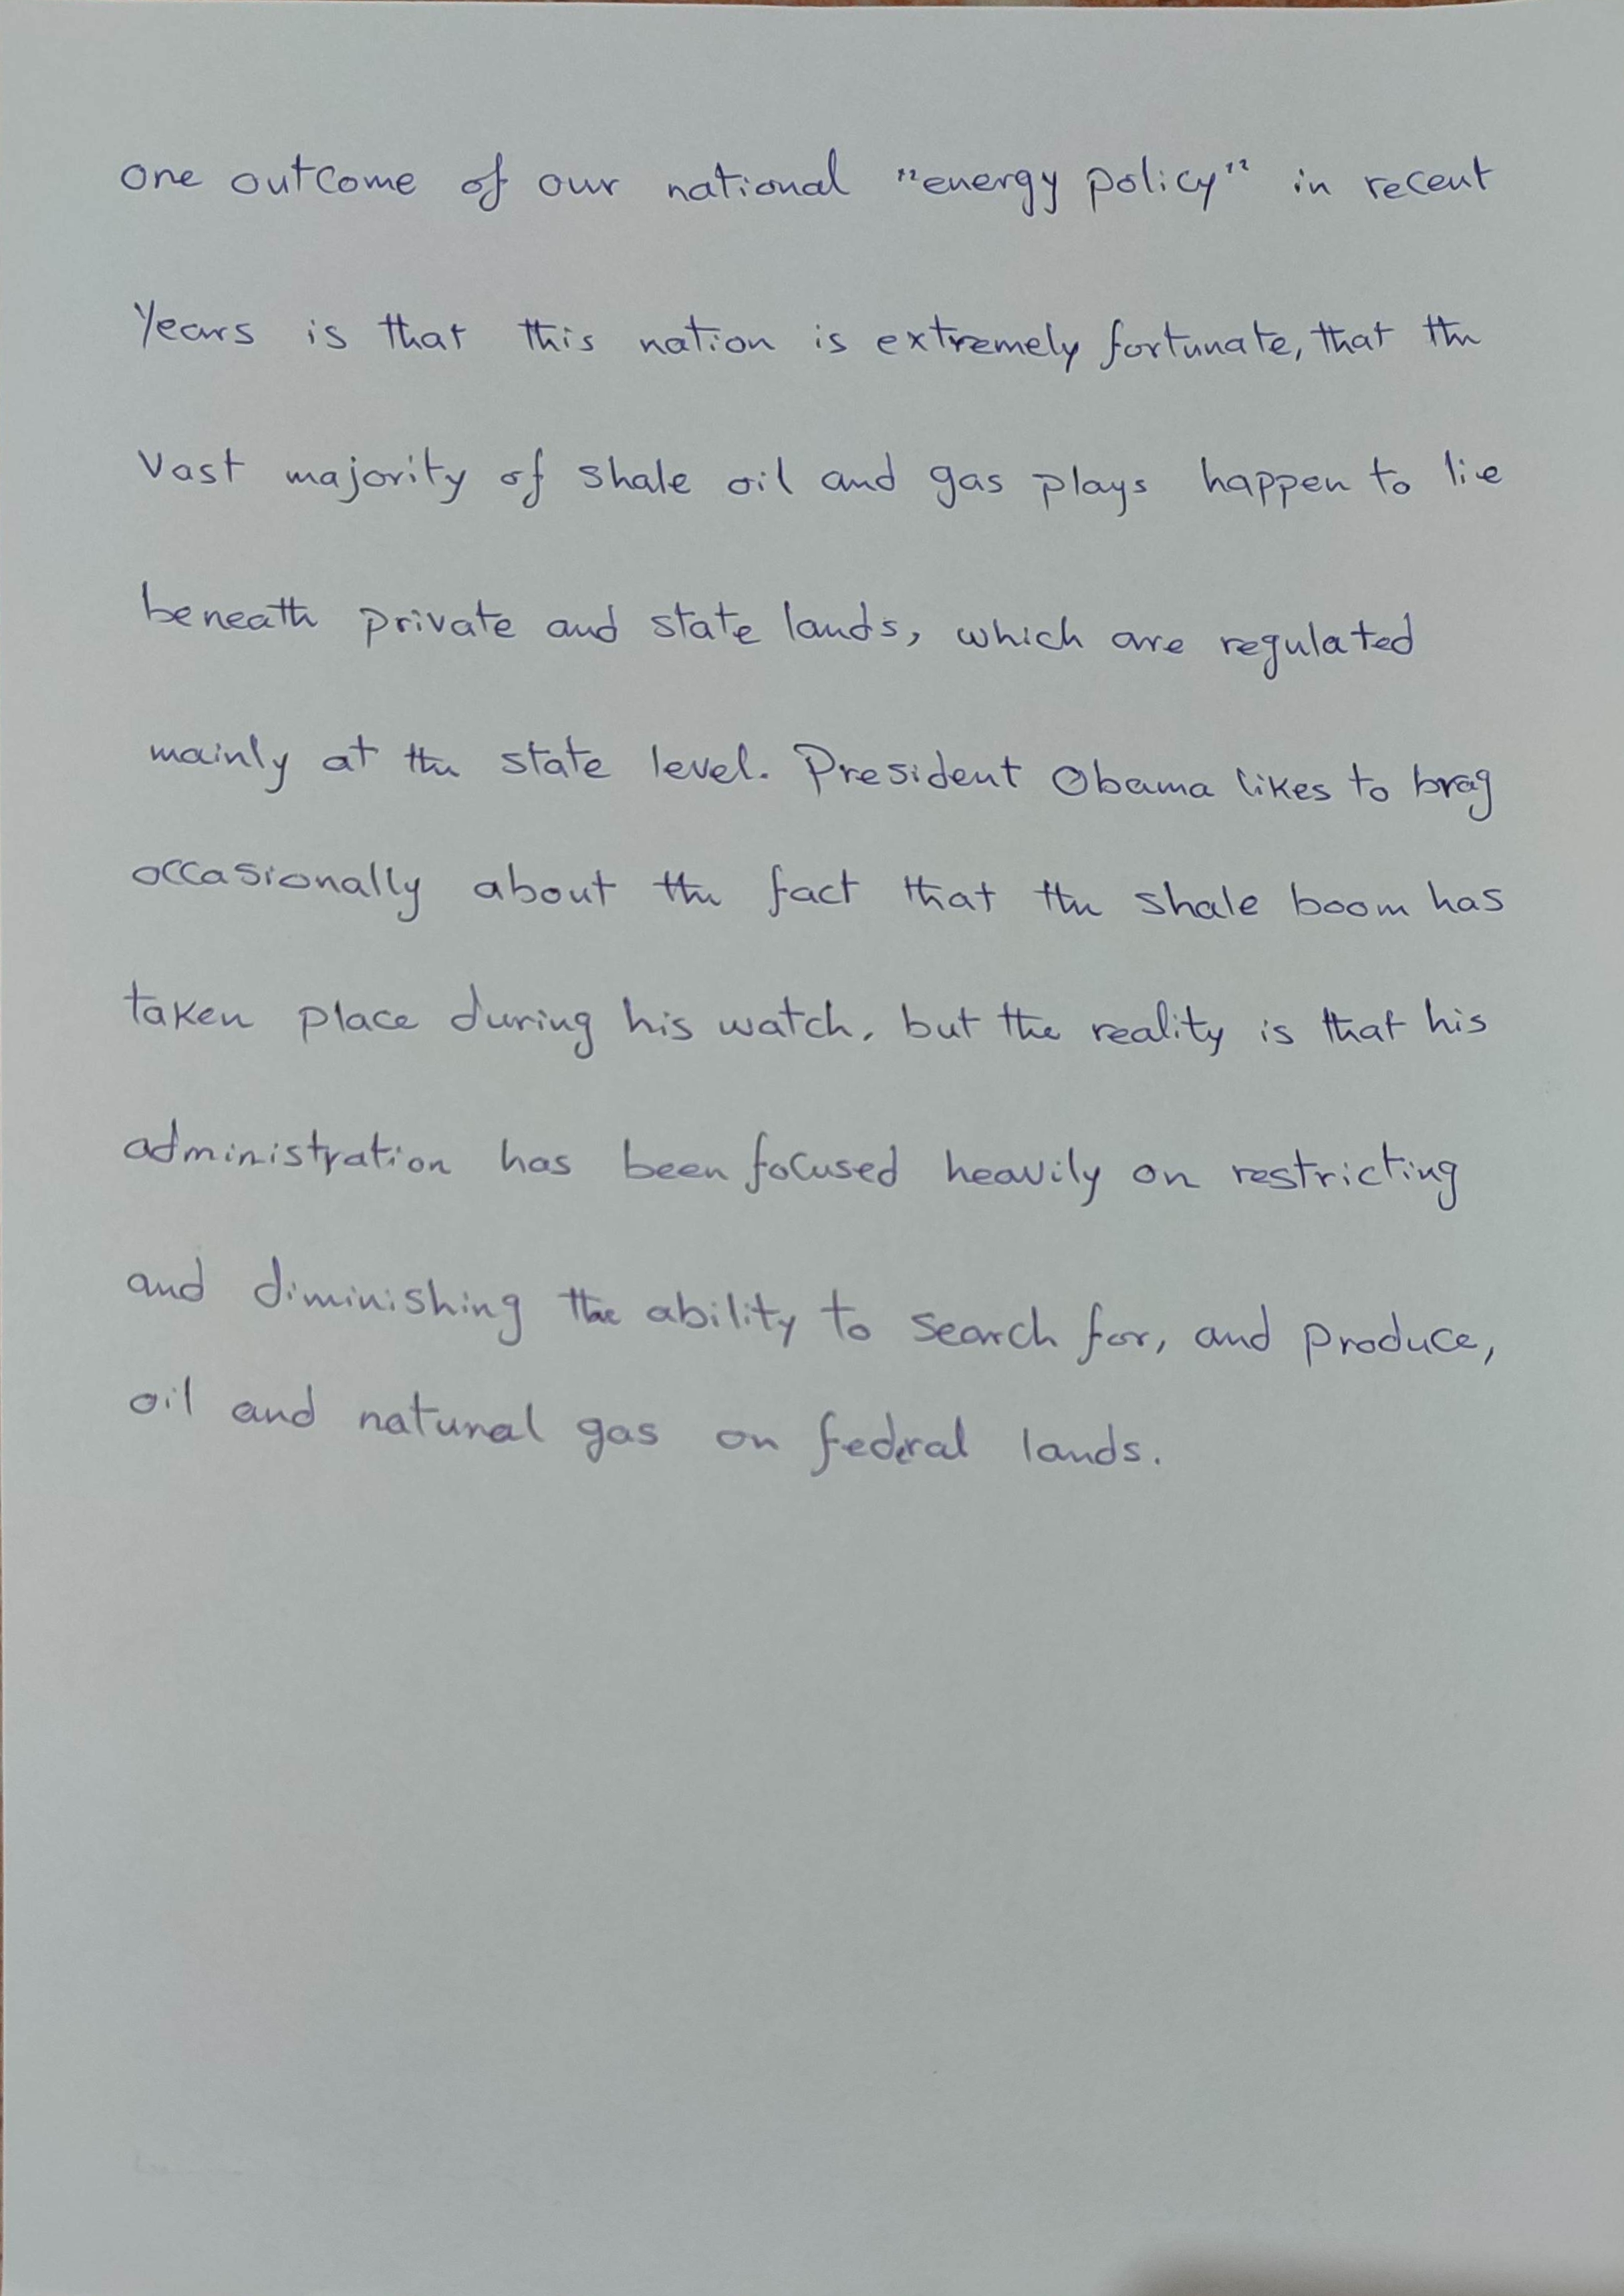 one outcome of our national "energy policy" in recent
years is that this nation is extremely fortunate, that the
vast majority of shale oil and gas plays happen to lie
beneath private and state lands, which are regulated
mainly at the state level. President Obama likes to brag
occasionally about the fact that the shale boom has
taken place during his watch, but the reality is that his
administration has been focused heavily on restricting
and diminishing the ability to search for, and produce,
oil and natural gas on federal lands.